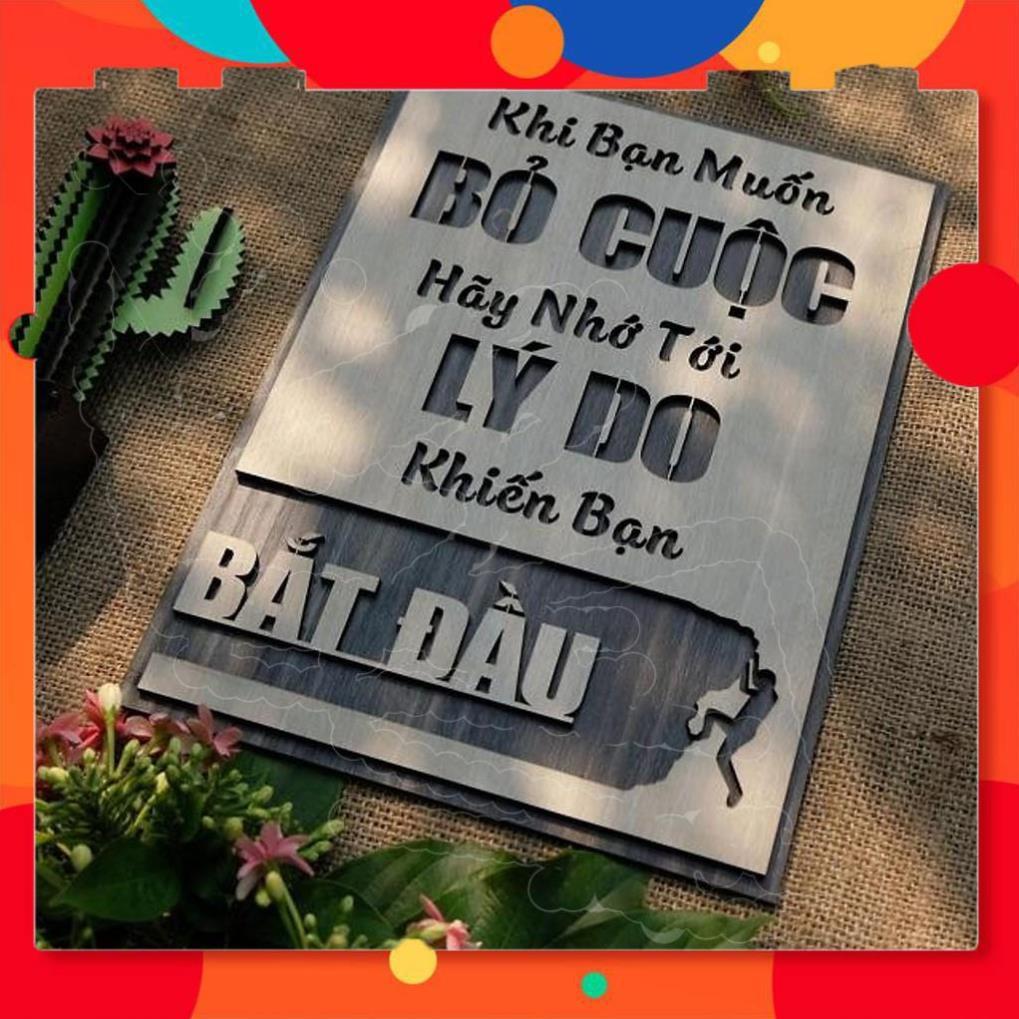 Khi Bạn Muốn
BỎ CUỘC
Hãy Nhớ Tới
LÝ DO
Khiến Bạn
BẮT ĐẦU